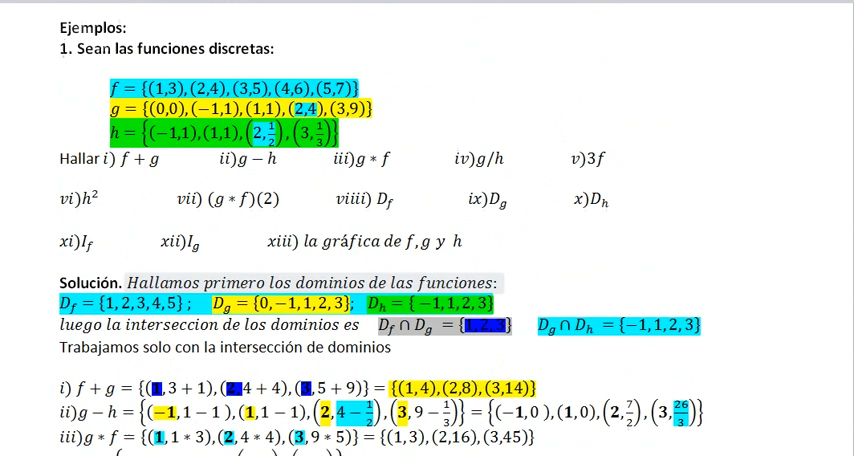 Ejemplos:
1. Sean las funciones discretas:
f = {(1,3), (2,4), (3,5), (4,6), (5,7)}
g = {(0,0), (−1,1), (1,1), (2,4), (3,9)}
h = {(−1,1), (1,1), (2, 1/2), (3, 1/3)}
Hallar i) f + g ii)g − h iii)g * f iv)g/h v)3f
vi)h² vii) (g * f)(2) viiii) D_f ix)D_g x)D_h
xi)I_f xii)I_g xiii) la gráfica de f, g y h
Solución. Hallamos primero los dominios de las funciones:
D_f = {1, 2, 3, 4, 5} ; D_g = {0, −1, 1, 2, 3}; D_h = { −1, 1, 2, 3}
luego la interseccion de los dominios es D_f ∩ D_g = {1, 2, 3} D_g ∩ D_h = {−1, 1, 2, 3}
Trabajamos solo con la intersección de dominios
i) f + g = {(1, 3 + 1), (2, 4 + 4), (3, 5 + 9)} = {(1, 4), (2,8), (3,14)}
ii)g − h = {(−1, 1 − 1 ), (1, 1 − 1), (2, 4 − 1/2), (3, 9 − 1/3)} = {(−1, 0 ), (1, 0), (2, 7/2), (3, 26/3)}
iii)g * f = {(1, 1 * 3), (2, 4 * 4), (3, 9 * 5)} = {(1,3), (2,16), (3,45)}